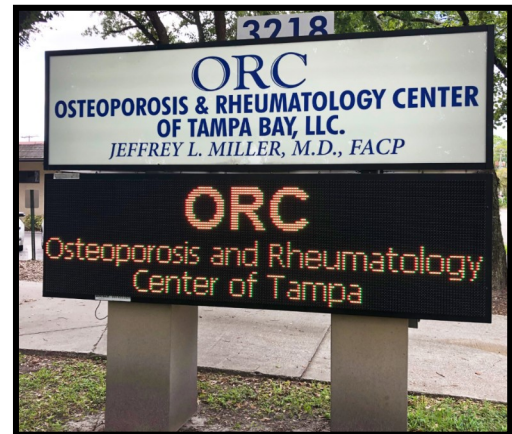 3218
ORC
OSTEOPOROSIS & RHEUMATOLOGY CENTER
OF TAMPA BAY, LLC.
JEFFREY L. MILLER, M.D., FACP
ORC
Osteoporosis and Rheumatology
Center of Tampa